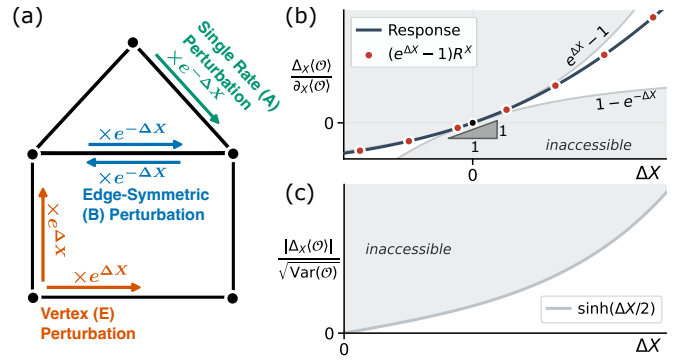 (a)
Single Rate (A)
Perturbation
×e^{-ΔX}
×e^{-ΔX}
×e^{-ΔX}
Edge-Symmetric
(B) Perturbation
×e^{ΔX}
×e^{ΔX}
Vertex (E)
Perturbation
(b)
Response
(e^{ΔX} − 1)R^X
Δ_X⟨𝒪⟩
∂_X⟨𝒪⟩
e^{ΔX} − 1
1 − e^{−ΔX}
0
1
1
inaccessible
0
ΔX
(c)
|Δ_X⟨𝒪⟩|
√Var(𝒪)
inaccessible
sinh(ΔX/2)
0
0
ΔX